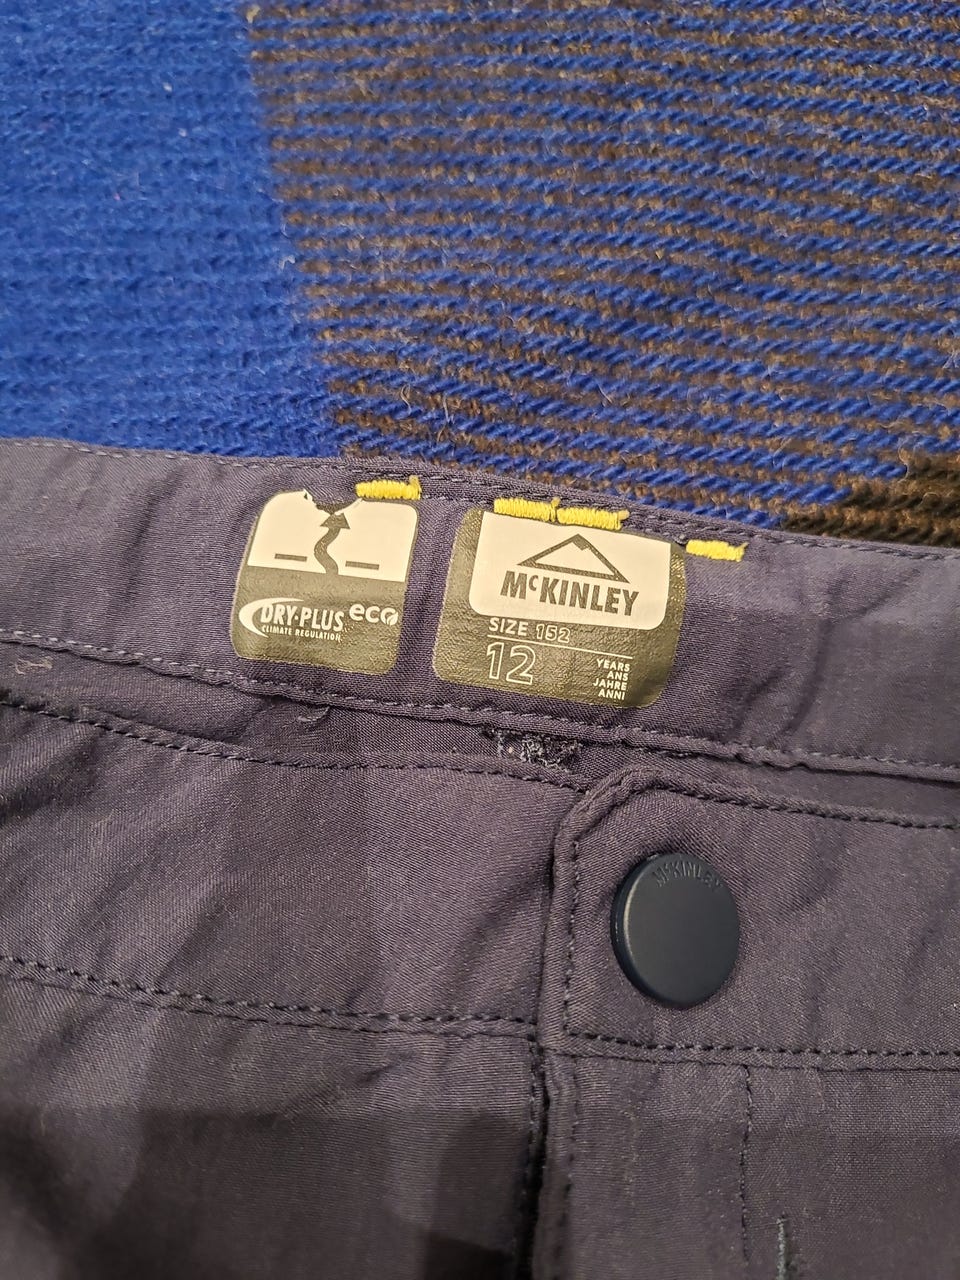 DRY·PLUS eco
CLIMATE REGULATION
McKINLEY
SIZE 152
12
YEARS
ANS
JAHRE
ANNI
McKINLEY